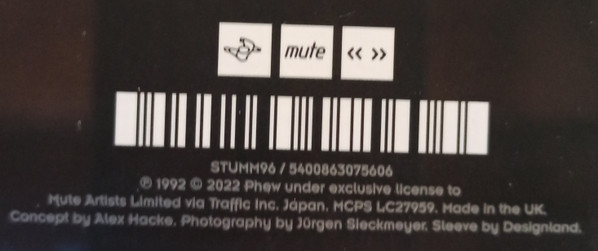 mute << >>
STUMM96 / 5400863075606
℗ 1992 © 2022 Phew under exclusive license to
Mute Artists Limited via Traffic Inc. Japan. MCPS LC27959. Made in the UK.
Concept by Alex Hacke. Photography by Jürgen Sieckmeyer. Sleeve by Designland.